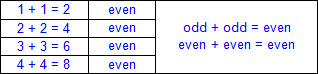 1 + 1 = 2 even
2 + 2 = 4 even
3 + 3 = 6 even
4 + 4 = 8 even
odd + odd = even
even + even = even